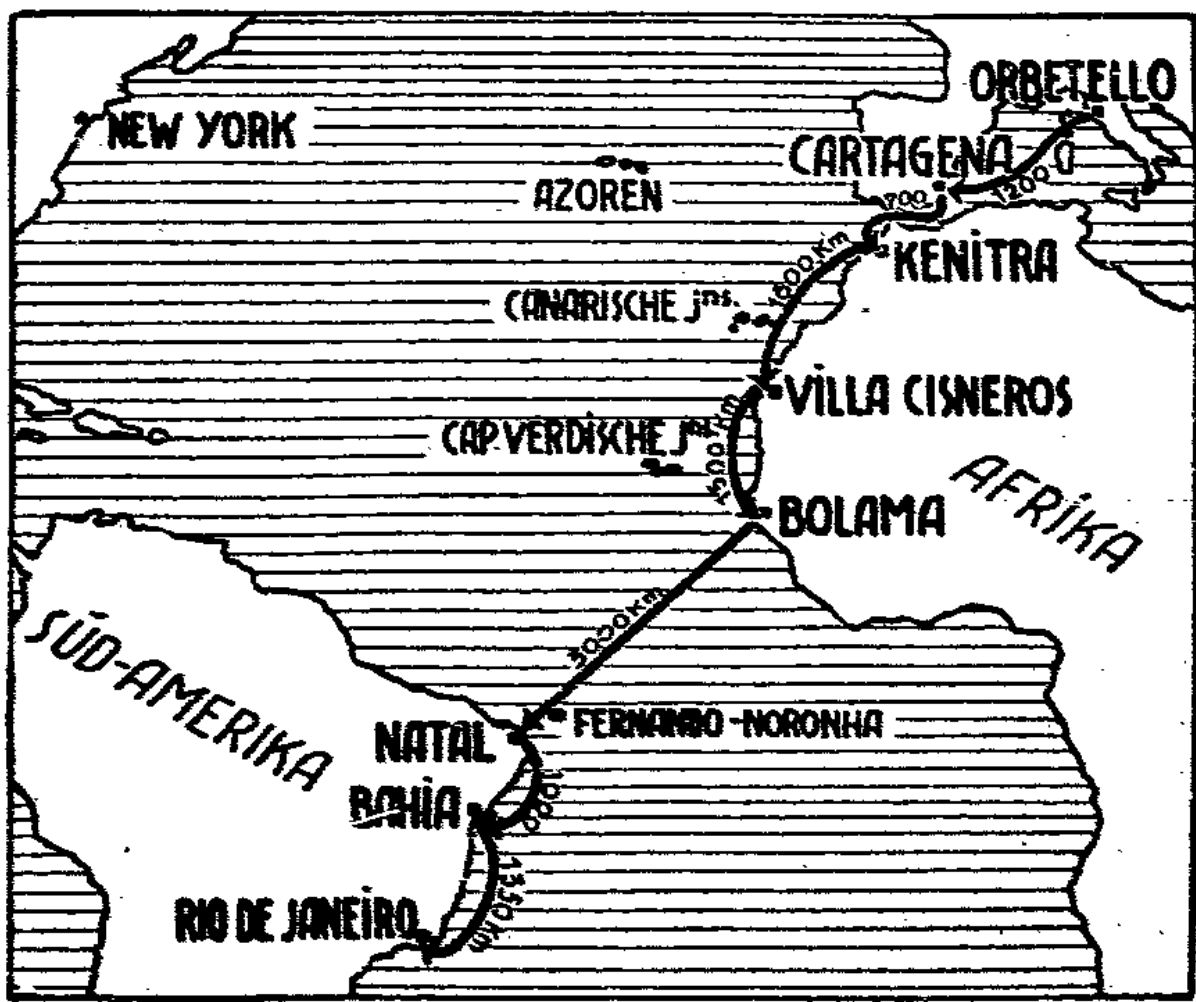 ORBETELLO
NEW YORK
CARTAGENA
1200
AZOREN
700
KENITRA
1600 Km
CANARISCHE jns.
VILLA CISNEROS
CAP.VERDISCHE
1500 Km
AFRIKA
BOLAMA
3000 Km
SÜD-AMERIKA
FERNANDO-NORONHA
NATAL
1000
BAHIA
1350 Km
RIO DE JANEIRO